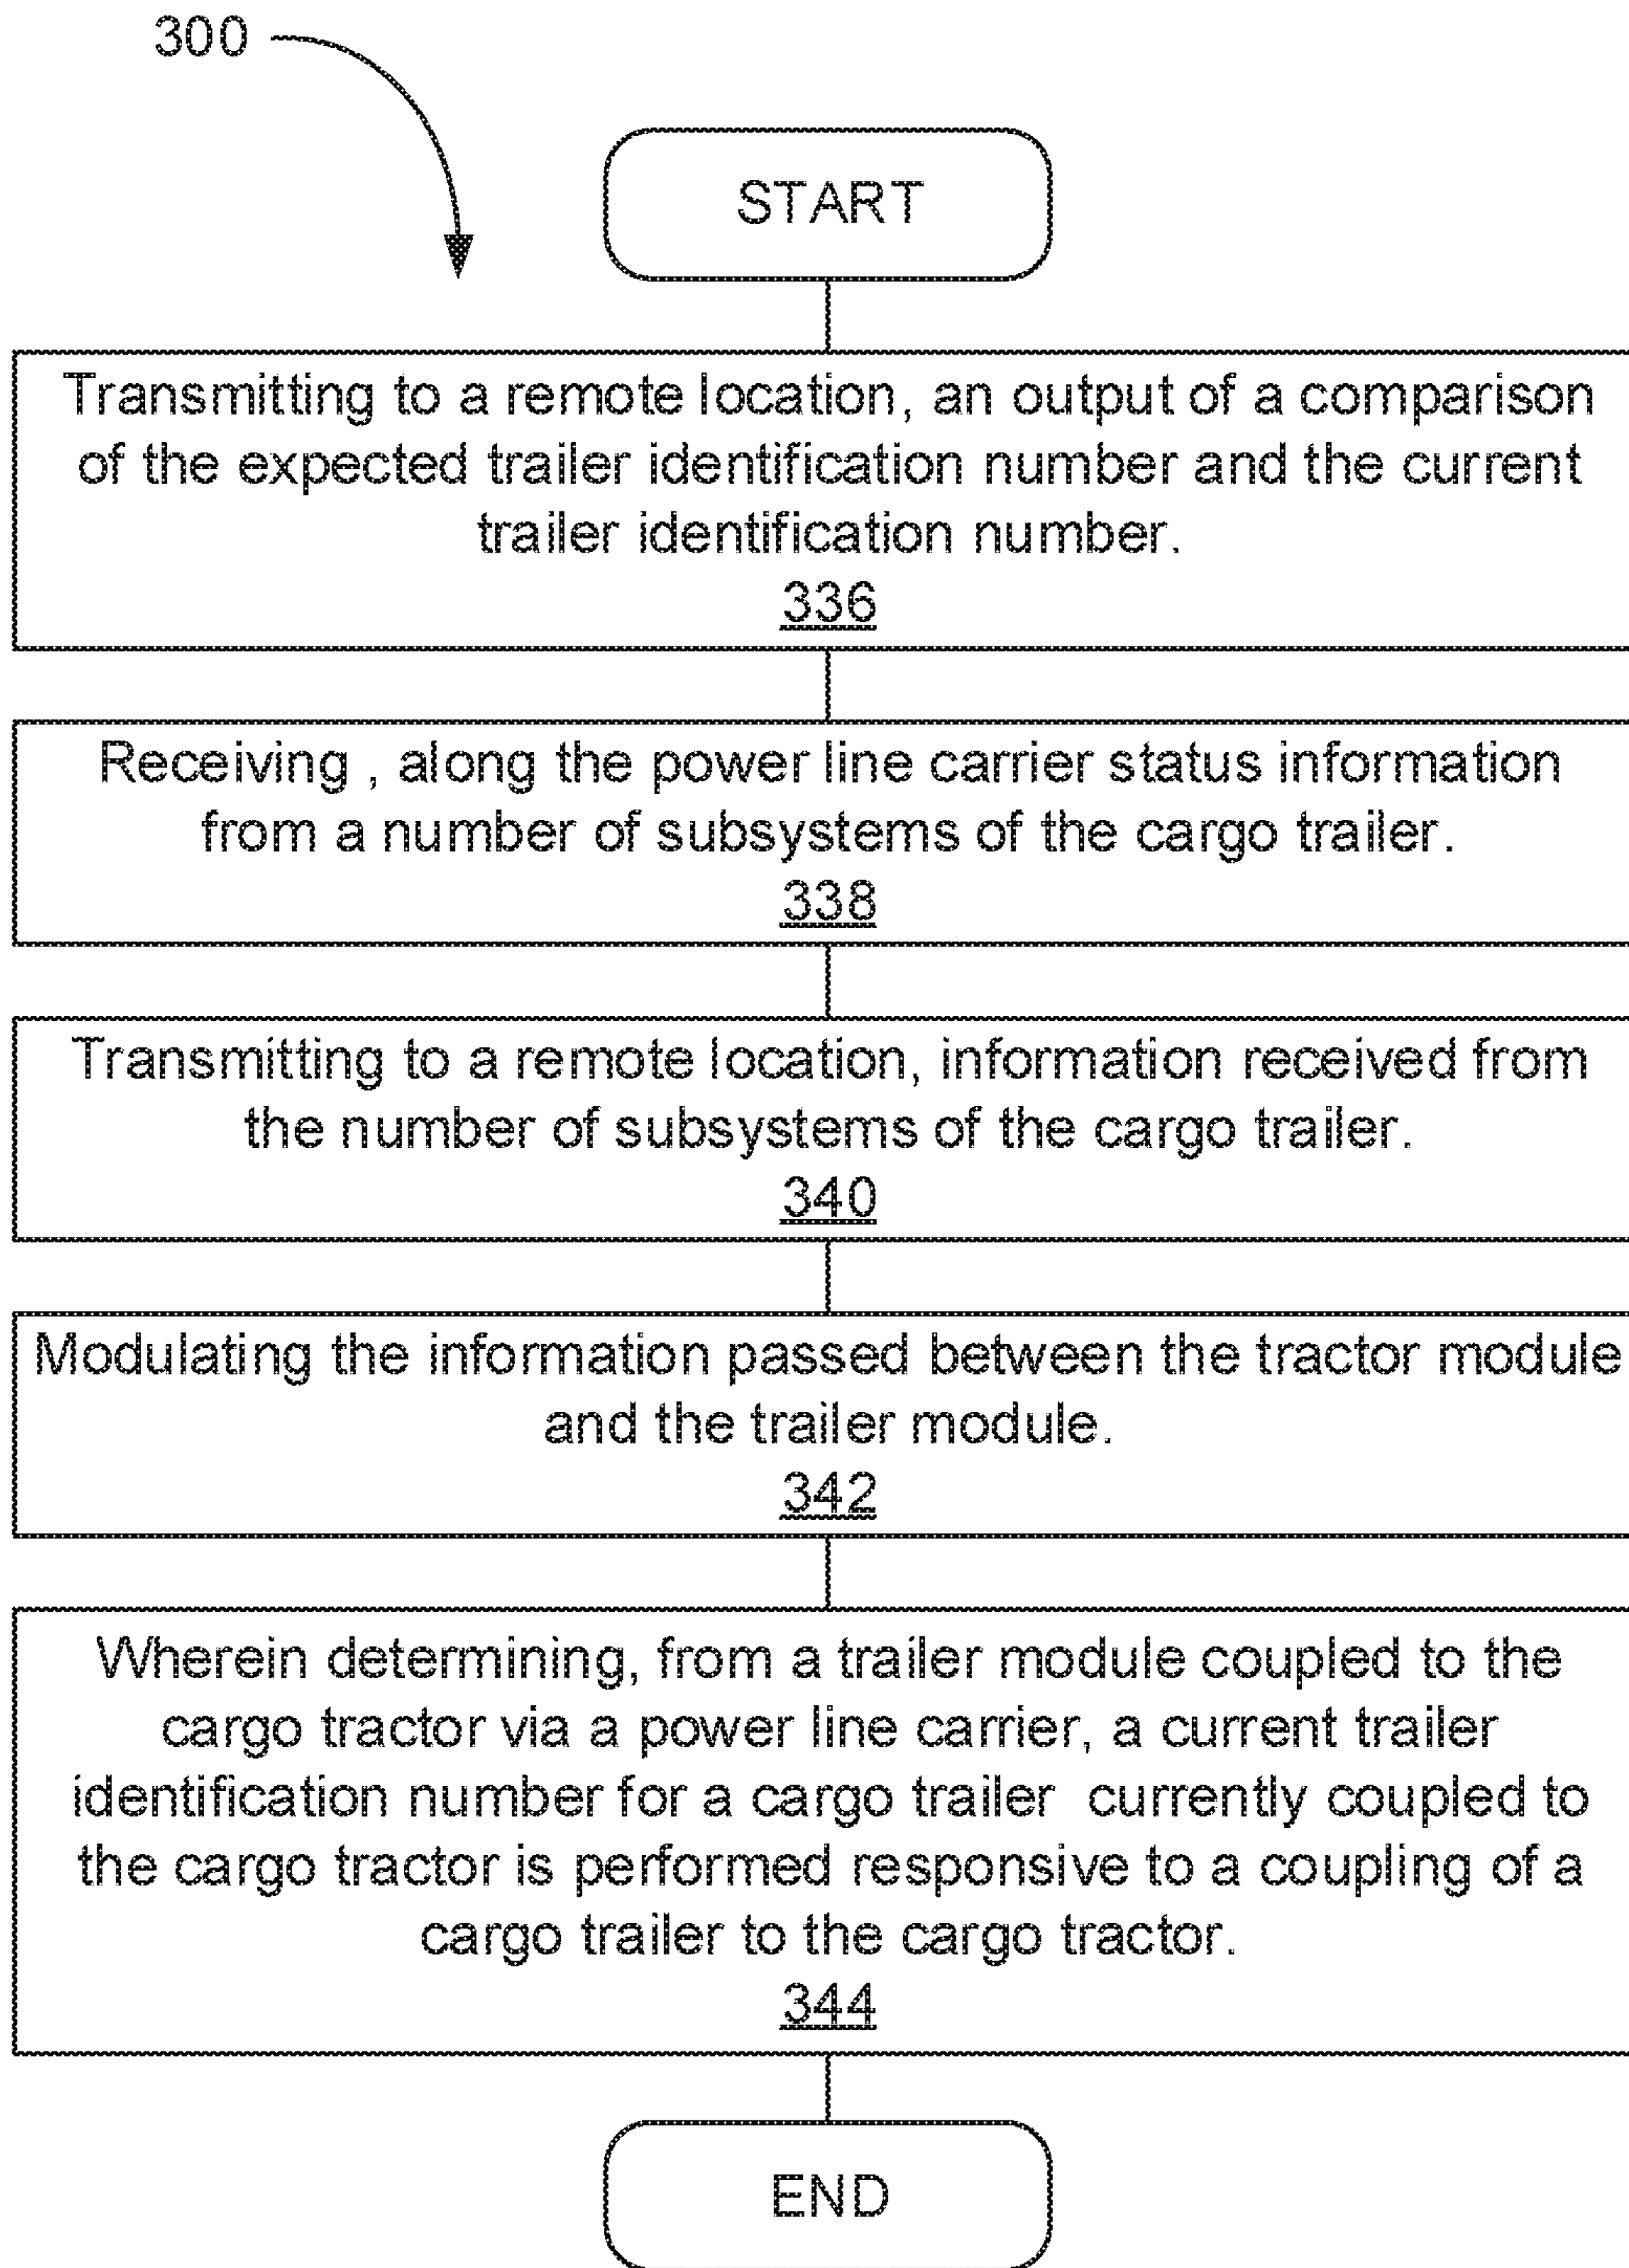 300
START
Transmitting to a remote location, an output of a comparison
of the expected trailer identification number and the current
trailer identification number.
336
Receiving , along the power line carrier status information
from a number of subsystems of the cargo trailer.
338
Transmitting to a remote location, information received from
the number of subsystems of the cargo trailer.
340
Modulating the information passed between the tractor module
and the trailer module.
342
Wherein determining, from a trailer module coupled to the
cargo tractor via a power line carrier, a current trailer
identification number for a cargo trailer currently coupled to
the cargo tractor is performed responsive to a coupling of a
cargo trailer to the cargo tractor.
344
END